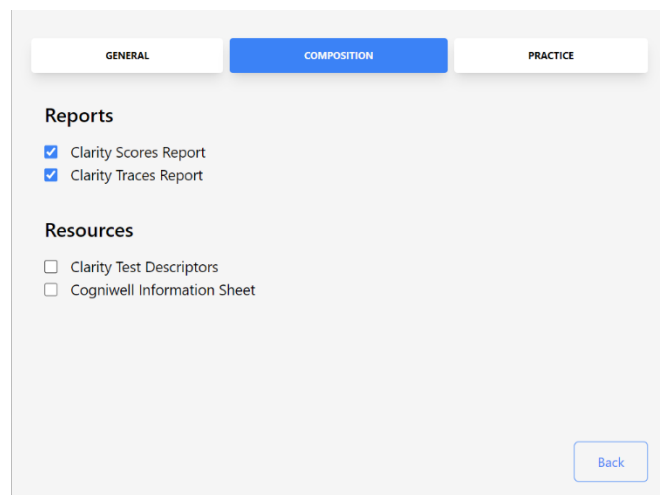 GENERAL COMPOSITION PRACTICE
Reports
Clarity Scores Report
Clarity Traces Report
Resources
Clarity Test Descriptors
Cogniwell Information Sheet
Back